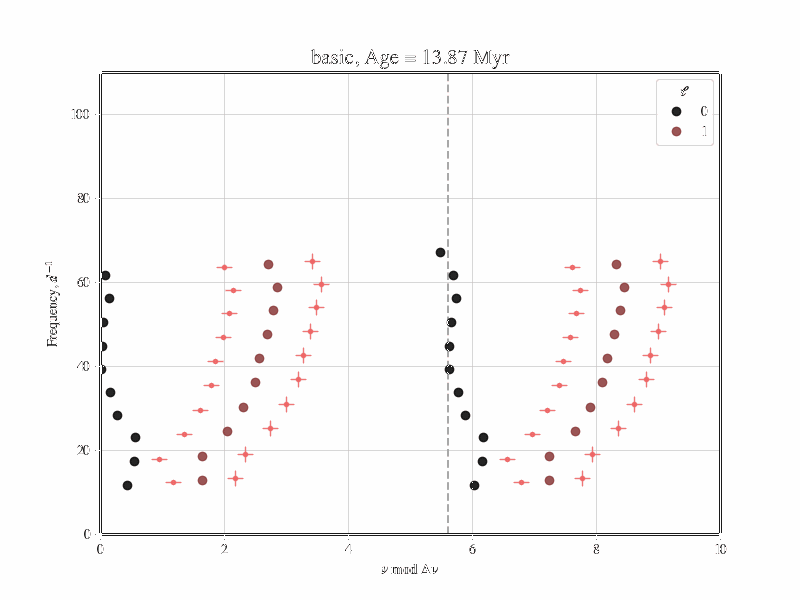 basic, Age = 13.87 Myr
ℓ
0
1
100
80
60
40
20
0
Frequency, d⁻¹
0 2 4 6 8 10
ν mod Δν